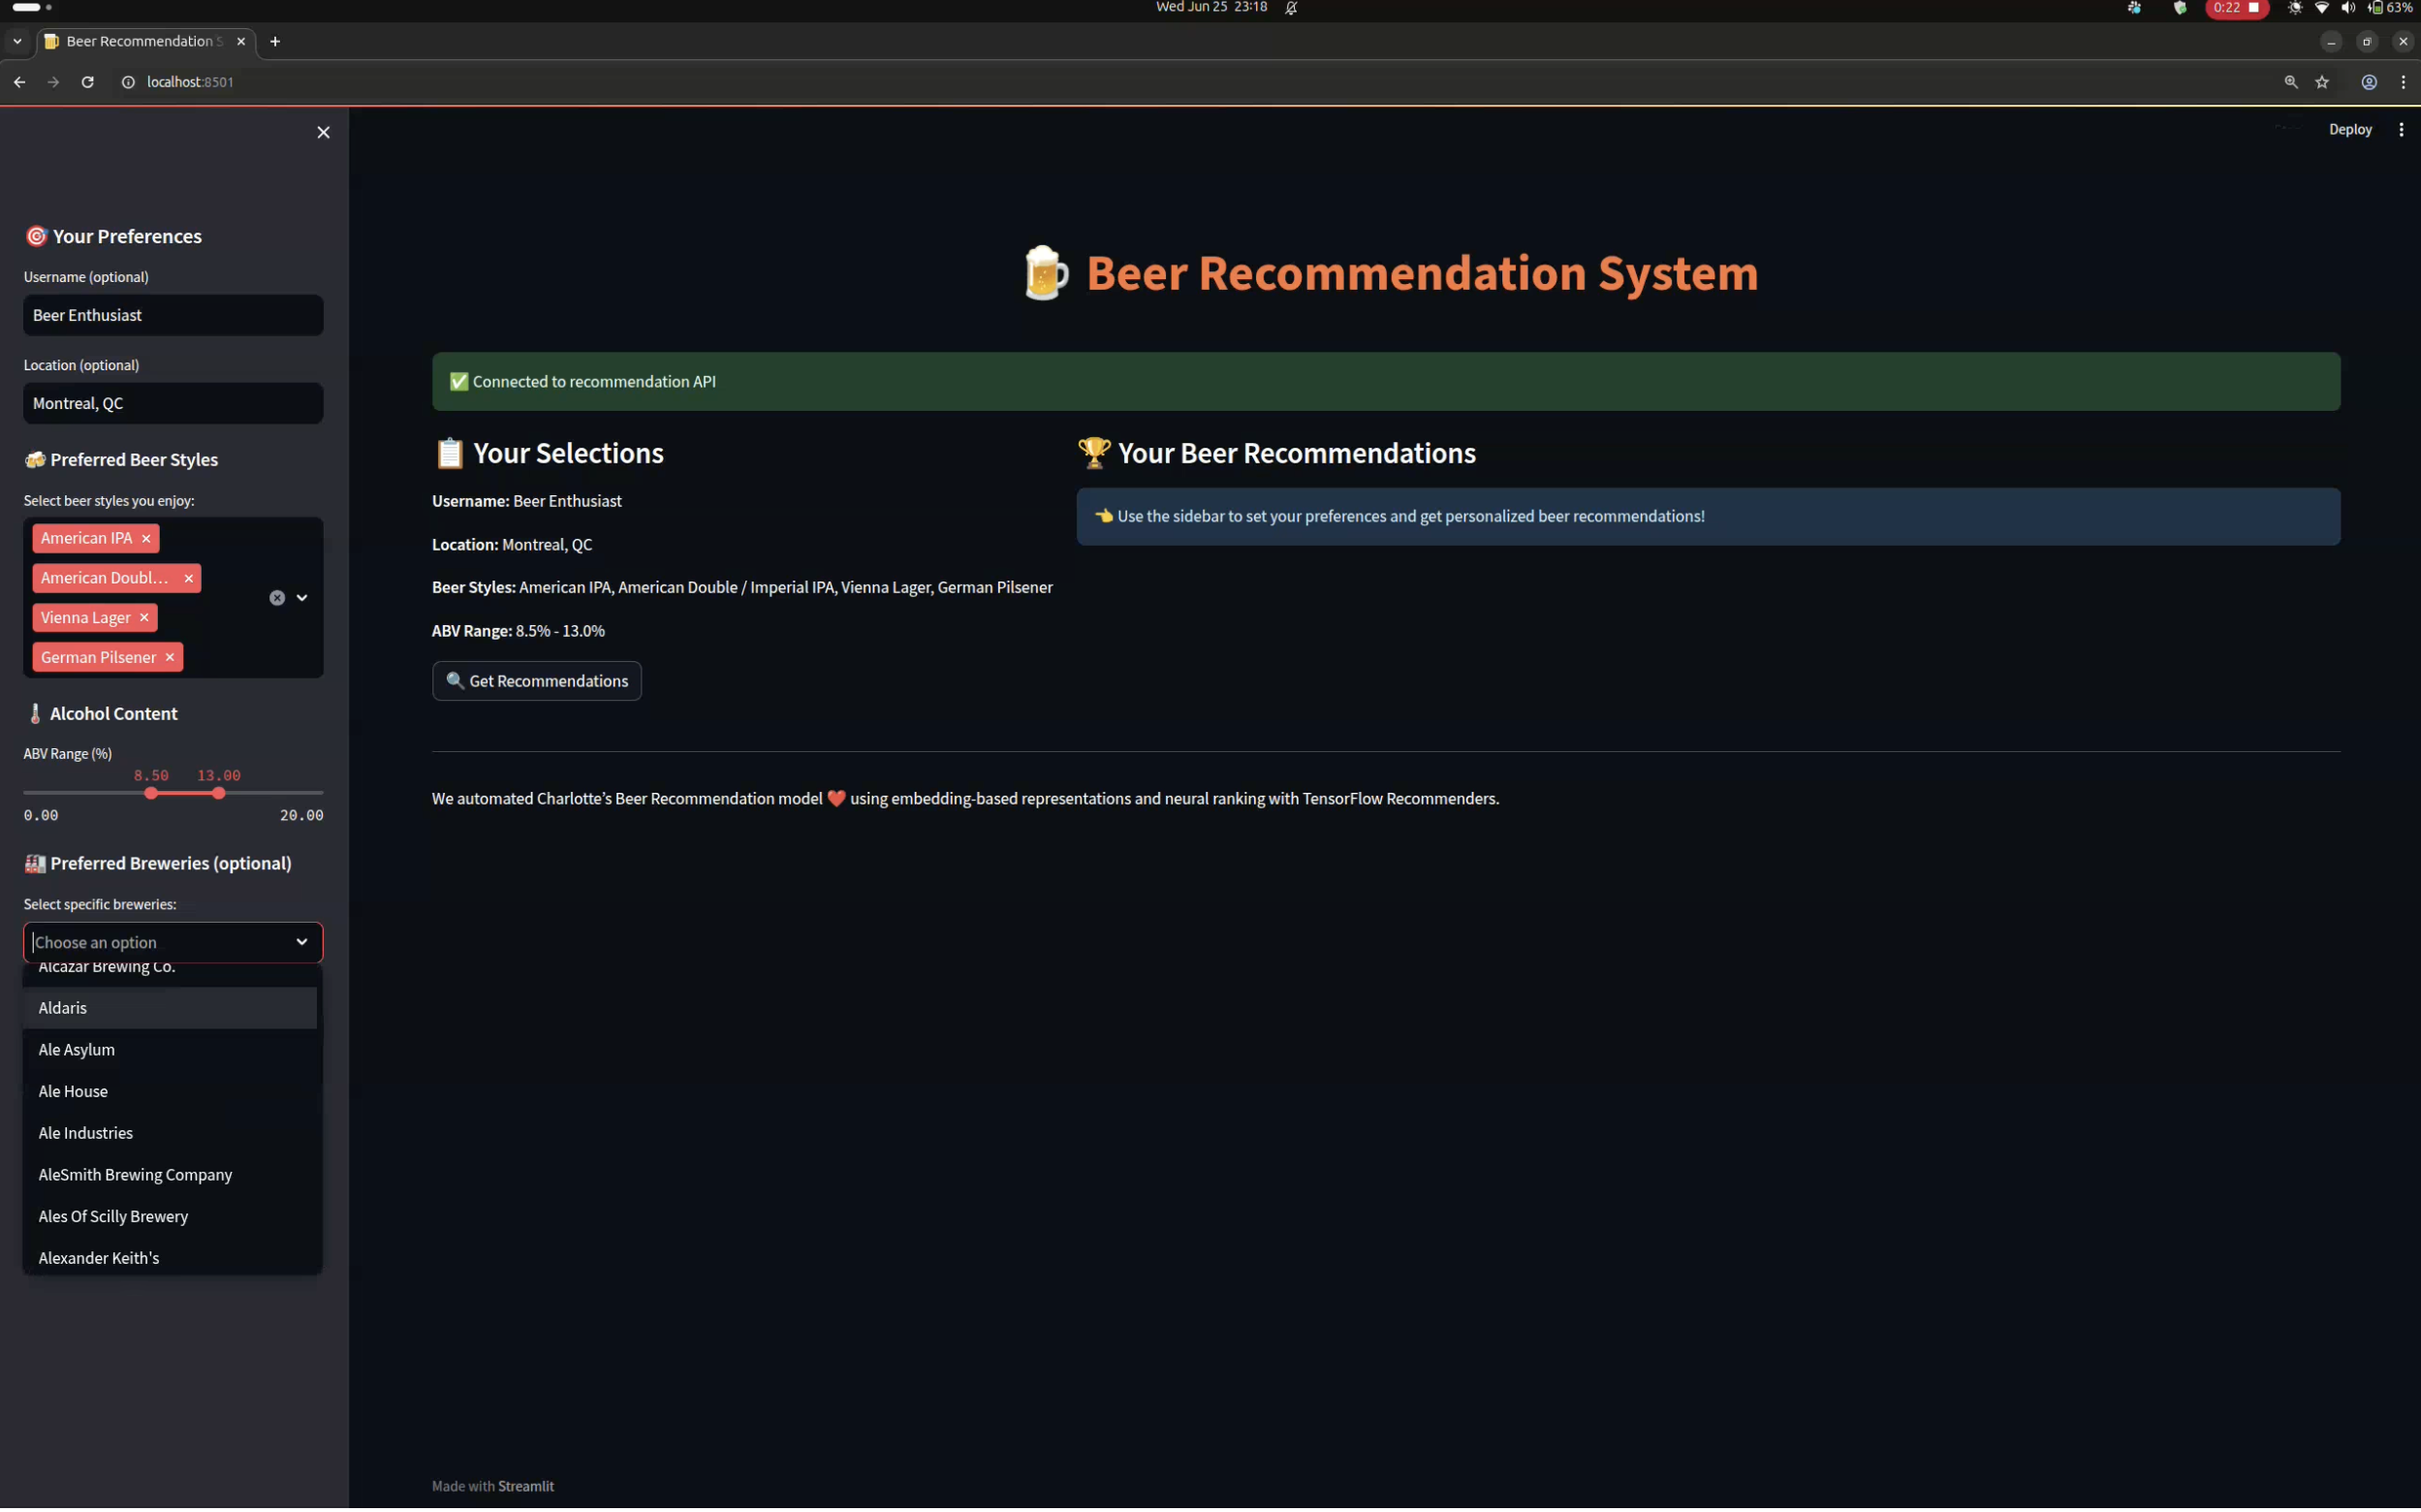 Wed Jun 25 23:18
0:22
63%
Beer Recommendation S
localhost:8501
Deploy
🎯 Your Preferences
Username (optional)
Beer Enthusiast
Location (optional)
Montreal, QC
🍻 Preferred Beer Styles
Select beer styles you enjoy:
American IPA
American Doubl...
Vienna Lager
German Pilsener
🌡️ Alcohol Content
ABV Range (%)
8.50 13.00
0.00 20.00
🏭 Preferred Breweries (optional)
Select specific breweries:
Choose an option
Alcazar Brewing Co.
Aldaris
Ale Asylum
Ale House
Ale Industries
AleSmith Brewing Company
Ales Of Scilly Brewery
Alexander Keith's
🍺 Beer Recommendation System
✅ Connected to recommendation API
📋 Your Selections
Username: Beer Enthusiast
Location: Montreal, QC
Beer Styles: American IPA, American Double / Imperial IPA, Vienna Lager, German Pilsener
ABV Range: 8.5% - 13.0%
🔍 Get Recommendations
🏆 Your Beer Recommendations
👈 Use the sidebar to set your preferences and get personalized beer recommendations!
We automated Charlotte’s Beer Recommendation model ❤️ using embedding-based representations and neural ranking with TensorFlow Recommenders.
Made with Streamlit